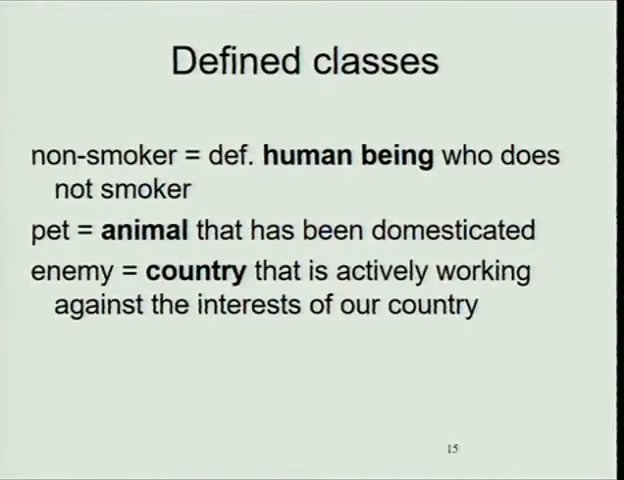 Defined classes
non-smoker = def. human being who does
not smoker
pet = animal that has been domesticated
enemy = country that is actively working
against the interests of our country
15